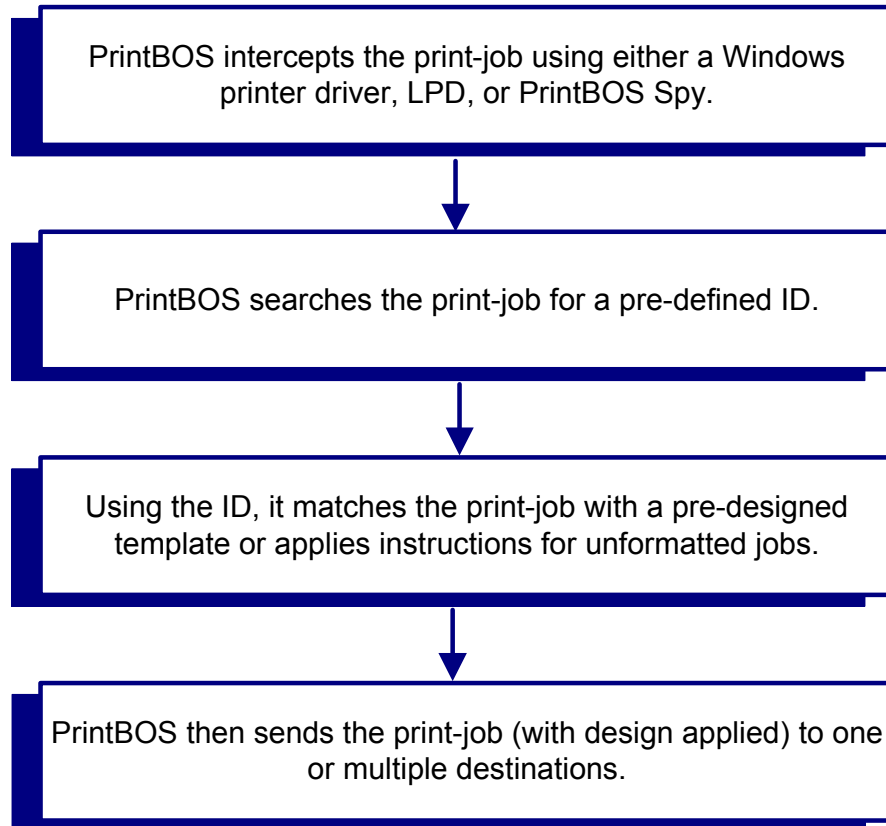 PrintBOS intercepts the print-job using either a Windows
printer driver, LPD, or PrintBOS Spy.
PrintBOS searches the print-job for a pre-defined ID.
Using the ID, it matches the print-job with a pre-designed
template or applies instructions for unformatted jobs.
PrintBOS then sends the print-job (with design applied) to one
or multiple destinations.